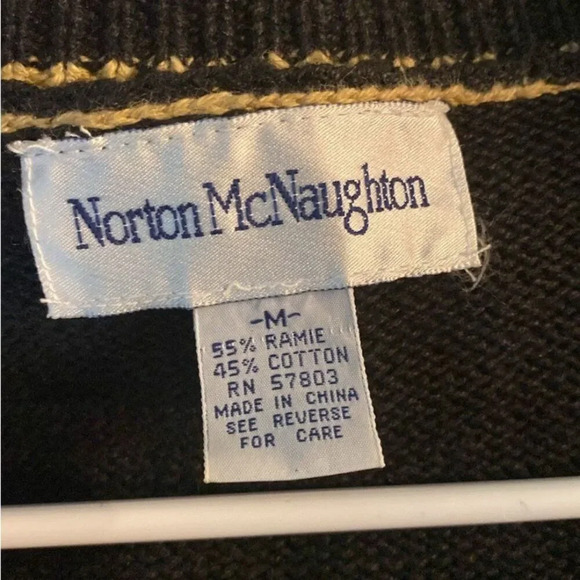 Norton McNaughton
-M-
55% RAMIE
45% COTTON
RN 57803
MADE IN CHINA
SEE REVERSE
FOR CARE